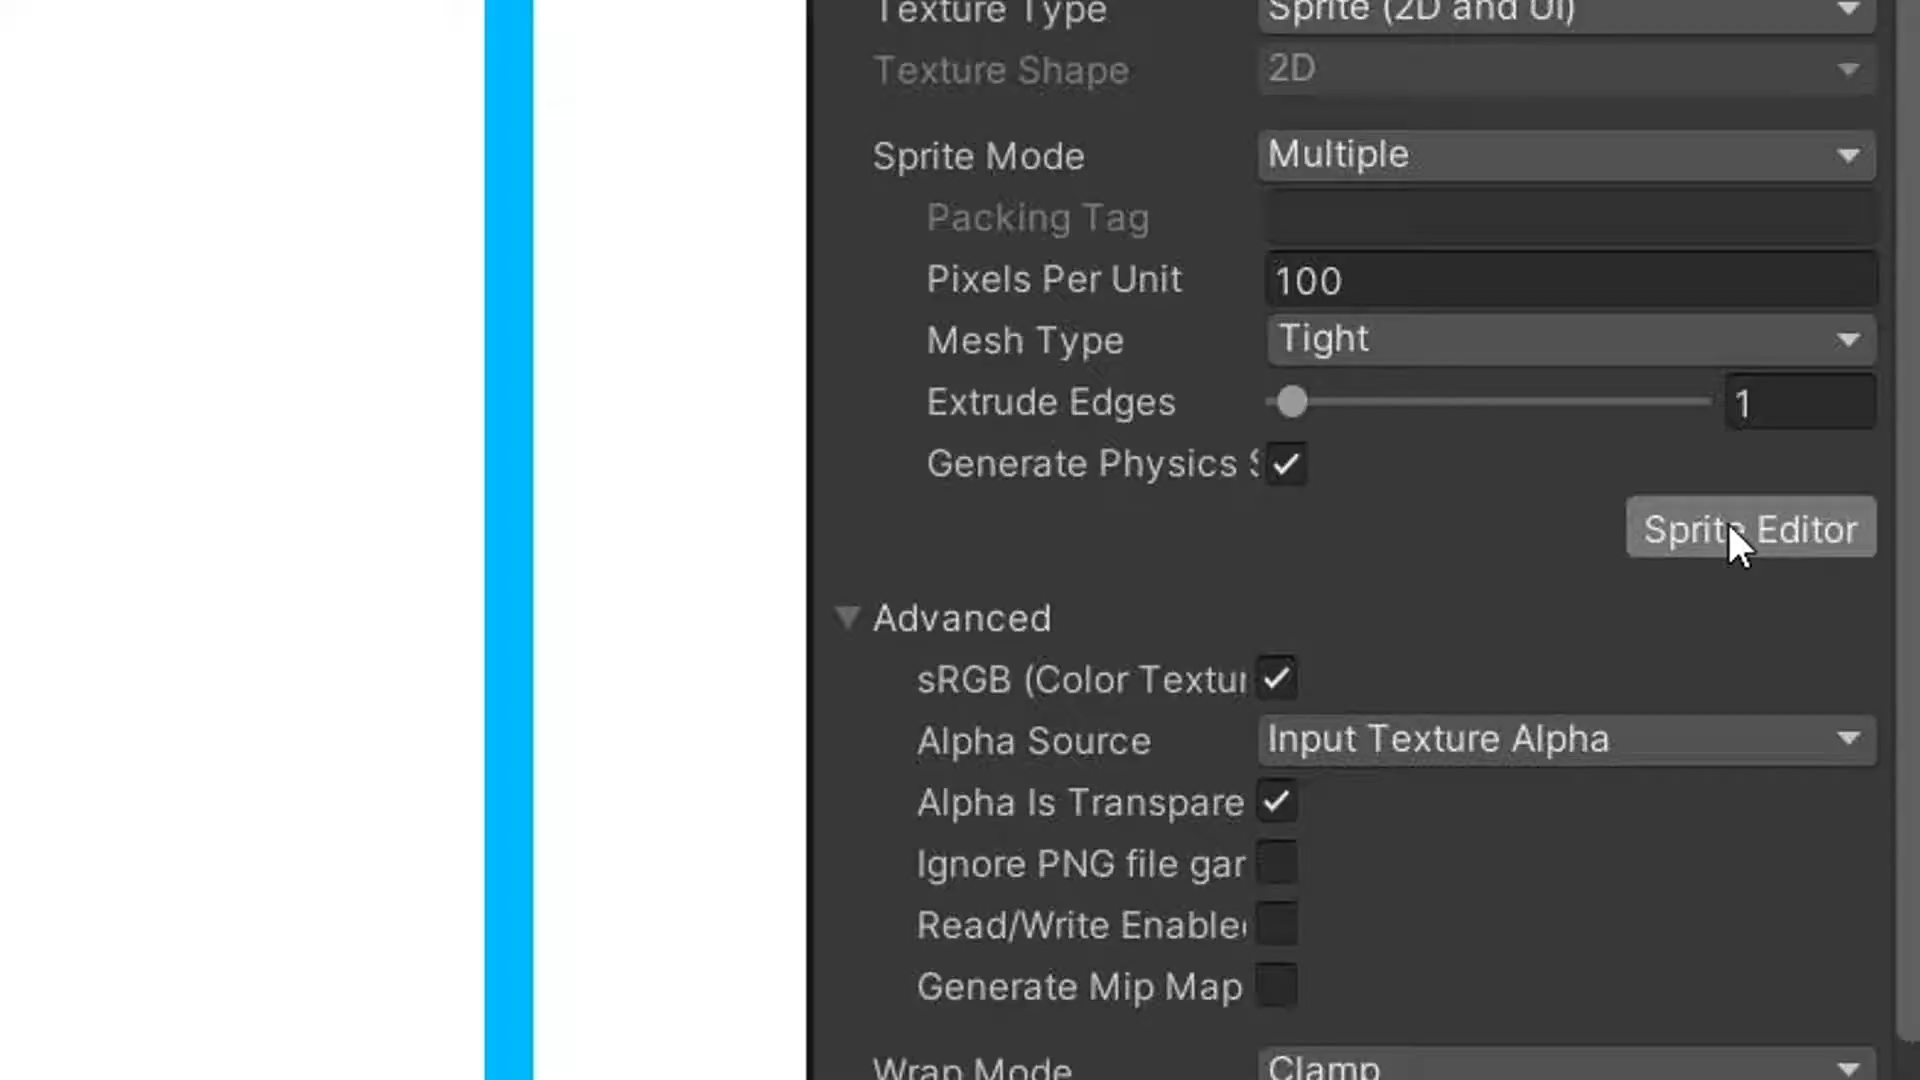 Texture Type Sprite (2D and UI)
Texture Shape 2D
Sprite Mode Multiple
Packing Tag
Pixels Per Unit 100
Mesh Type Tight
Extrude Edges 1
Generate Physics S
Sprite Editor
Advanced
sRGB (Color Textur
Alpha Source Input Texture Alpha
Alpha Is Transpare
Ignore PNG file gar
Read/Write Enable
Generate Mip Map
Wrap Mode Clamp